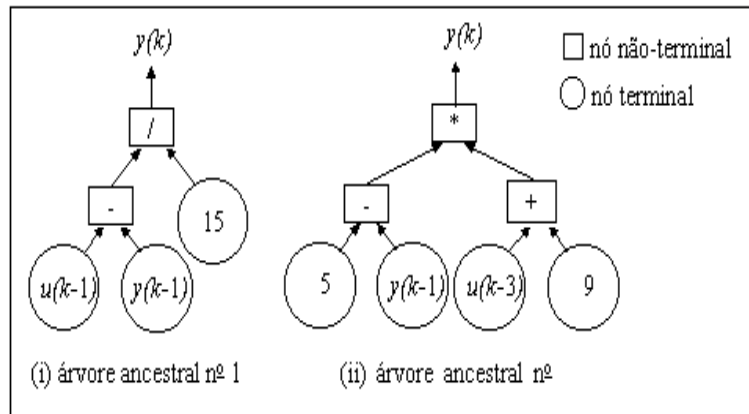 y(k)
y(k)
nó não-terminal
nó terminal
/
*
-
15
-
+
u(k-1)
y(k-1)
5
y(k-1)
u(k-3)
9
(i) árvore ancestral nº 1
(ii) árvore ancestral nº